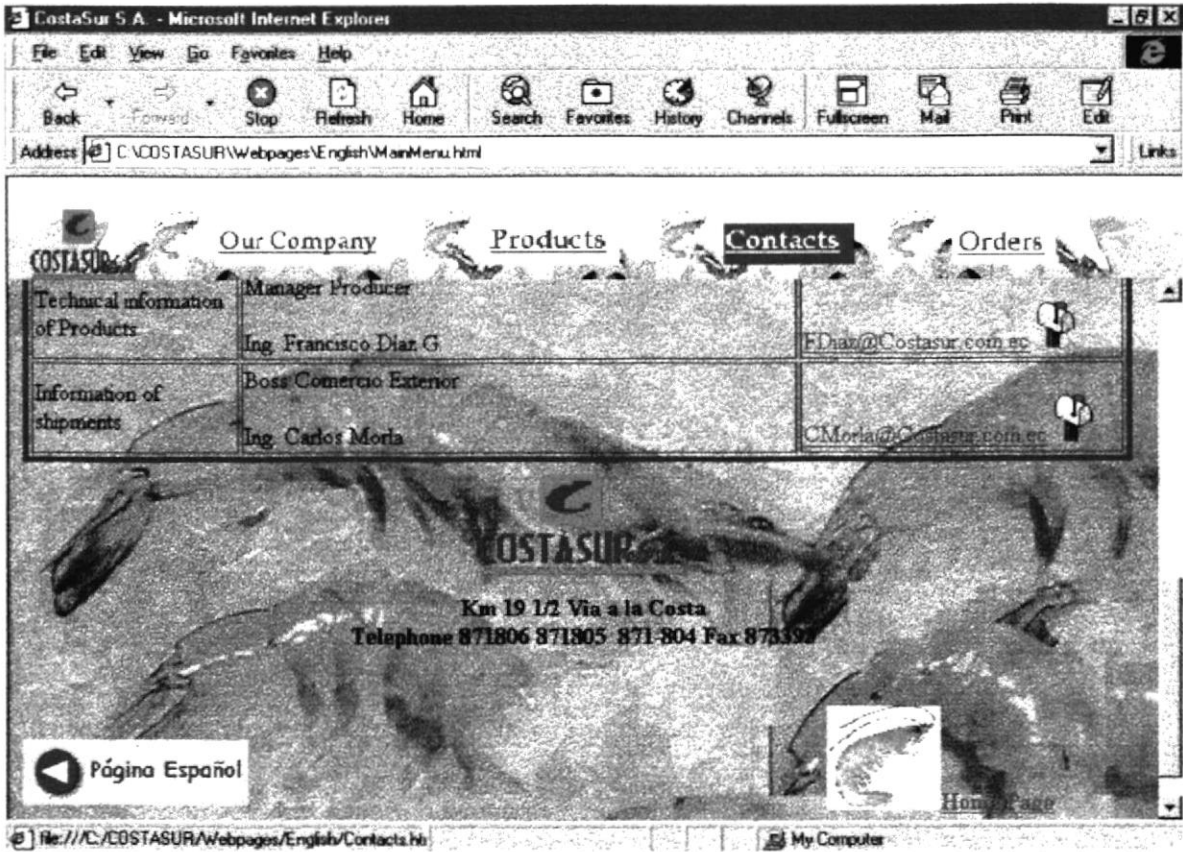 CostaSur S.A. - Microsoft Internet Explorer
File Edit View Go Favorites Help
Back Forward Stop Refresh Home Search Favorites History Channels Fullscreen Mail Print Edit
Address C:\COSTASUR\Webpages\English\MainMenu.html Links
COSTASUR S.A.
Our Company Products Contacts Orders
Technical information
of Products
Manager Producer
Ing. Francisco Diaz G.
FDiaz@Costasur.com.ec
Information of
shipments
Boss Comercio Exterior
Ing. Carlos Morla
CMorla@Costasur.com.ec
COSTASUR
Km 19 1/2 Via a la Costa
Telephone 871806 871805 871-804 Fax 873392
Página Español
Home Page
file:///C:/COSTASUR/Webpages/English/Contacts.ht My Computer